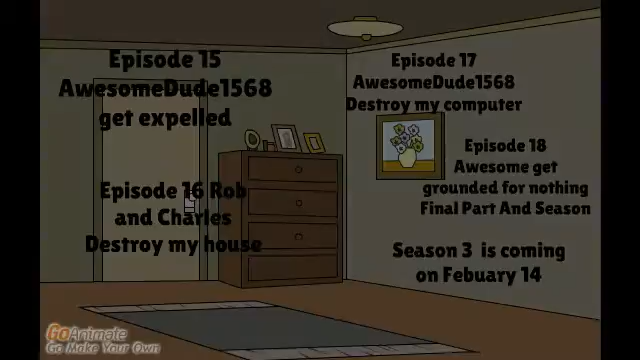 Episode 15
AwesomeDude1568
get expelled
Episode 16 Rob
and Charles
Destroy my house
Episode 17
AwesomeDude1568
Destroy my computer
Episode 18
Awesome get
grounded for nothing
Final Part And Season
Season 3 is coming
on Febuary 14
GoAnimate
Go Make Your Own